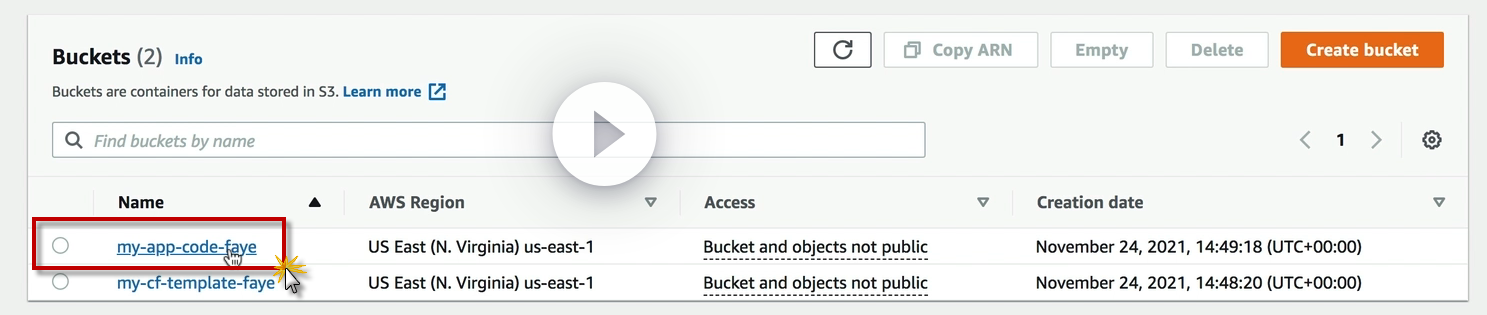 Buckets (2) Info
Copy ARN
Empty
Delete
Create bucket
Buckets are containers for data stored in S3. Learn more
Find buckets by name
1
Name AWS Region Access Creation date
my-app-code-faye US East (N. Virginia) us-east-1 Bucket and objects not public November 24, 2021, 14:49:18 (UTC+00:00)
my-cf-template-faye US East (N. Virginia) us-east-1 Bucket and objects not public November 24, 2021, 14:48:20 (UTC+00:00)